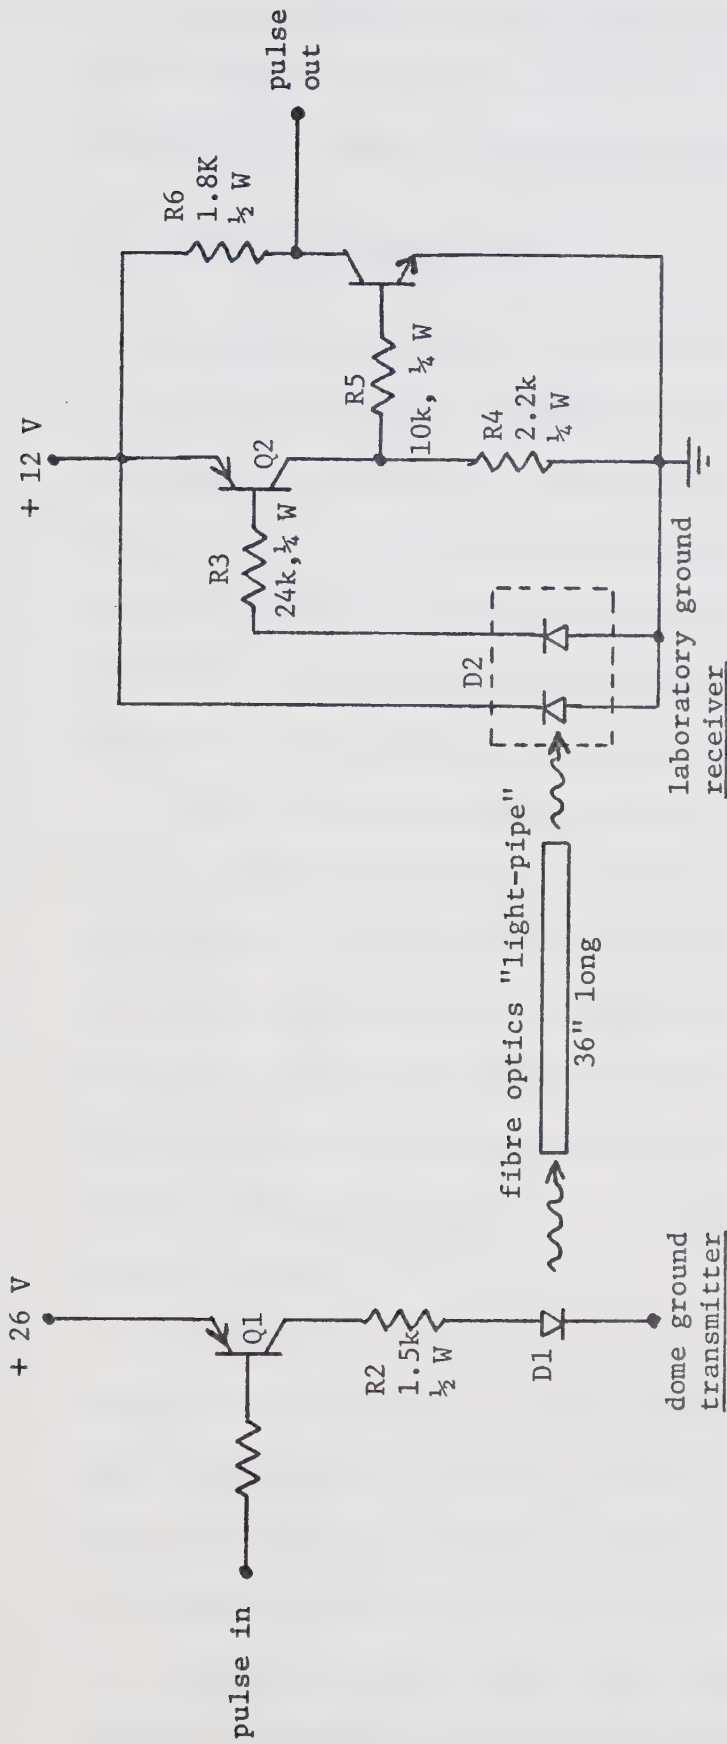 + 26 V
pulse in
Q1
R2
1.5k
½ W
D1
dome ground
transmitter
fibre optics "light-pipe"
36" long
+ 12 V
R3
24k,¼ W
Q2
D2
R5
10k, ¼ W
R4
2.2k
¼ W
R6
1.8K
½ W
pulse
out
laboratory ground
receiver